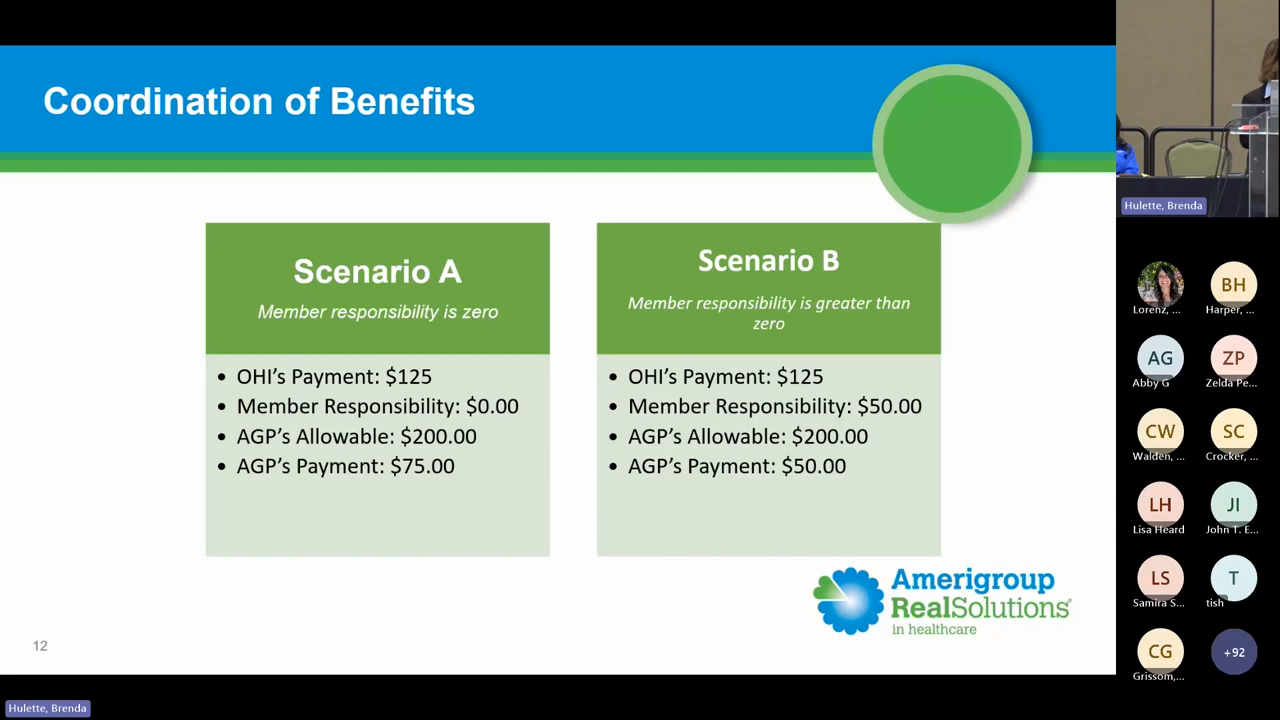 Coordination of Benefits
Scenario A
Member responsibility is zero
• OHI’s Payment: $125
• Member Responsibility: $0.00
• AGP’s Allowable: $200.00
• AGP’s Payment: $75.00
Scenario B
Member responsibility is greater than
zero
• OHI’s Payment: $125
• Member Responsibility: $50.00
• AGP’s Allowable: $200.00
• AGP’s Payment: $50.00
Amerigroup
RealSolutions®
in healthcare
12
Hulette, Brenda
Hulette, Brenda
Lorenz, ...
BH
Harper, ...
AG
Abby G
ZP
Zelda Pe...
CW
Walden, ...
SC
Crocker, ...
LH
Lisa Heard
JI
John T. E...
LS
Samira S...
T
tish
CG
Grissom,...
+92